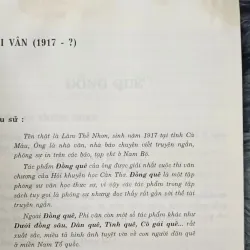 I VÂN (1917 - ?)
u sử :
Tên thật là Lâm Thế Nhơn, sinh năm 1917 tại tỉnh Cà
Mau, Ông là nhà văn, nhà báo chuyên viết truyện ngắn,
phóng sự in trên các báo, tạp chí ở Nam Bộ.
Tác phẩm Đồng quê của ông được giải nhất cuộc thi văn
chương của Hội khuyến học Cần Thơ. Đồng quê là một tập
phóng sự văn học thực sự, vì vậy các tác phẩm trong tập
sách tuy gọi là phóng sự nhưng đọc thấy rất gần với thể tài
truyện ngắn.
Ngoài Đồng quê, Phi Vân còn một số tác phẩm khác như
Dưới đồng sâu, Dân quê, Tình quê, Cô gái quê... rất
xuất sắc, miêu tả hình ảnh tuyệt vời về con người dân quê
ở miền Nam Tổ quốc.